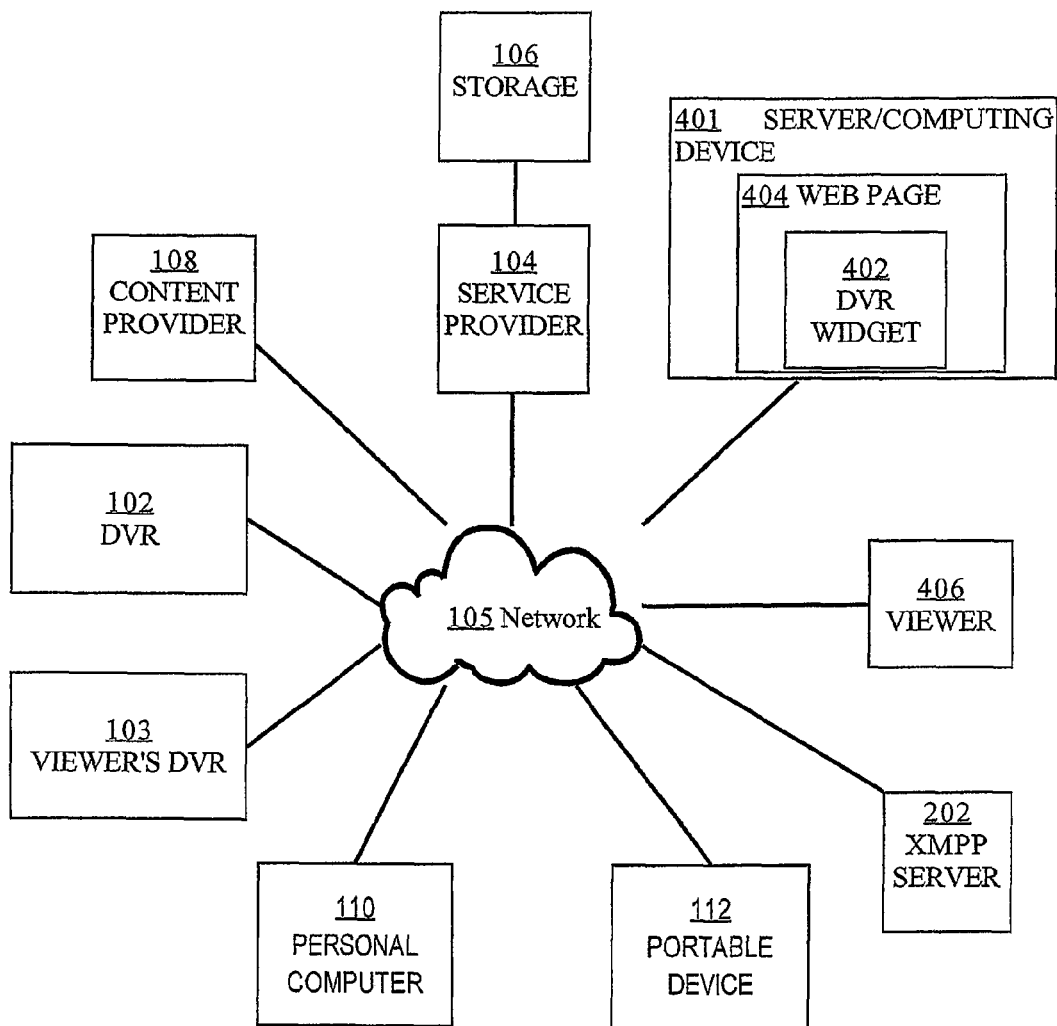 106
STORAGE
401 SERVER/COMPUTING
DEVICE
404 WEB PAGE
402
DVR
WIDGET
108
CONTENT
PROVIDER
104
SERVICE
PROVIDER
102
DVR
406
VIEWER
105 Network
103
VIEWER'S DVR
202
XMPP
SERVER
110
PERSONAL
COMPUTER
112
PORTABLE
DEVICE